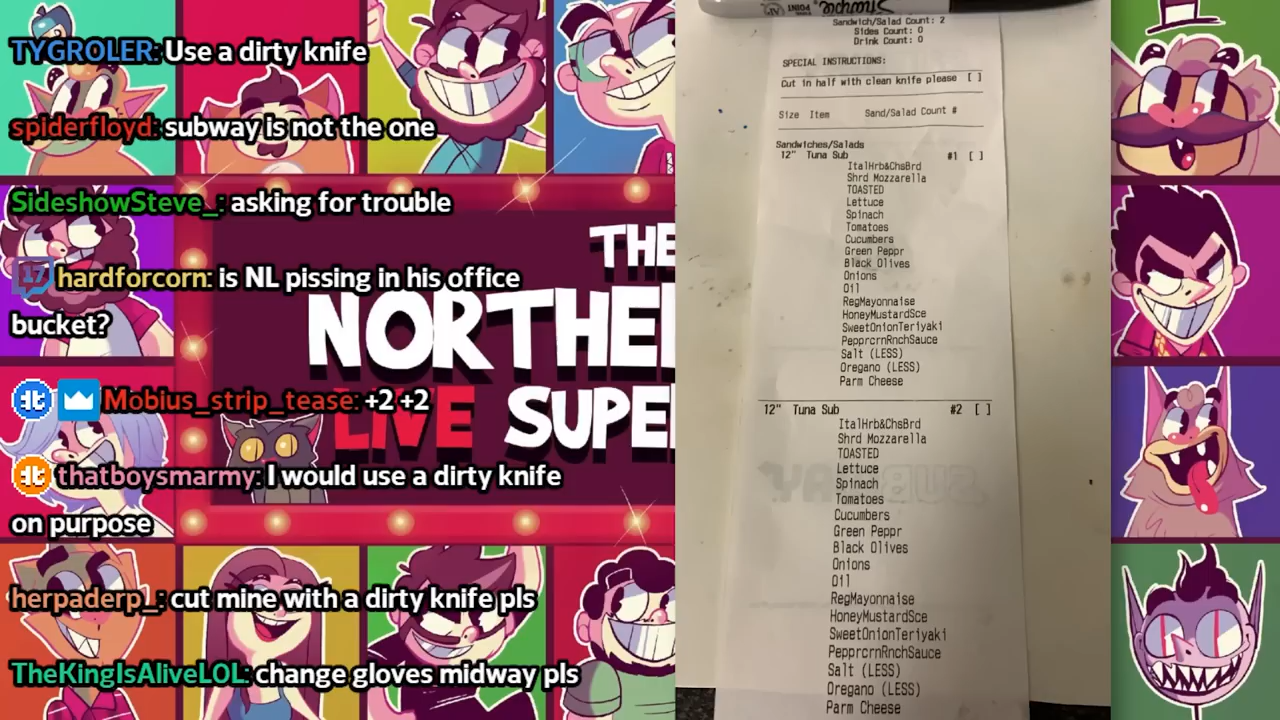 TYGROLER: Use a dirty knife
spiderfloyd: subway is not the one
SideshowSteve_: asking for trouble
17 hardforcorn: is NL pissing in his office
bucket?
Mobius_strip_tease: +2 +2
thatboysmarmy: I would use a dirty knife
on purpose
herpaderp_: cut mine with a dirty knife pls
TheKingIsAliveLOL: change gloves midway pls
THE
NORTHE
LIVE SUPE
Sharpie
Sandwich/Salad Count: 2
Sides Count: 0
Drink Count: 0
SPECIAL INSTRUCTIONS:
Cut in half with clean knife please [ ]
Size Item Sand/Salad Count #
Sandwiches/Salads
12" Tuna Sub #1 [ ]
ItalHrb&ChsBrd
Shrd Mozzarella
TOASTED
Lettuce
Spinach
Tomatoes
Cucumbers
Green Peppr
Black Olives
Onions
Oil
RegMayonnaise
HoneyMustardSce
SweetOnionTeriyaki
PepprcrnRnchSauce
Salt (LESS)
Oregano (LESS)
Parm Cheese
12" Tuna Sub #2 [ ]
ItalHrb&ChsBrd
Shrd Mozzarella
TOASTED
Lettuce
Spinach
Tomatoes
Cucumbers
Green Peppr
Black Olives
Onions
Oil
RegMayonnaise
HoneyMustardSce
SweetOnionTeriyaki
PepprcrnRnchSauce
Salt (LESS)
Oregano (LESS)
Parm Cheese
SUBWAY